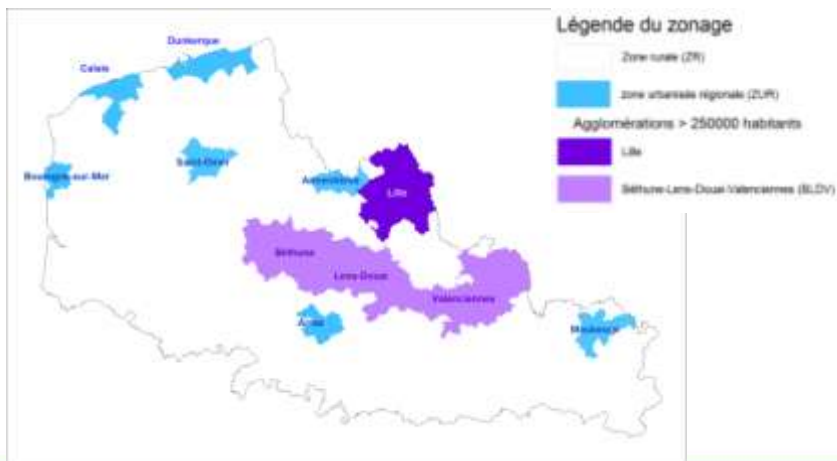 Légende du zonage
Zone rurale (ZR)
zone urbanisée régionale (ZUR)
Agglomérations > 250000 habitants
Lille
Béthune-Lens-Douai-Valenciennes (BLDV)
Dunkerque
Calais
Saint-Omer
Boulogne-sur-Mer
Armentières
Lille
Béthune
Lens-Douai
Valenciennes
Arras
Maubeuge